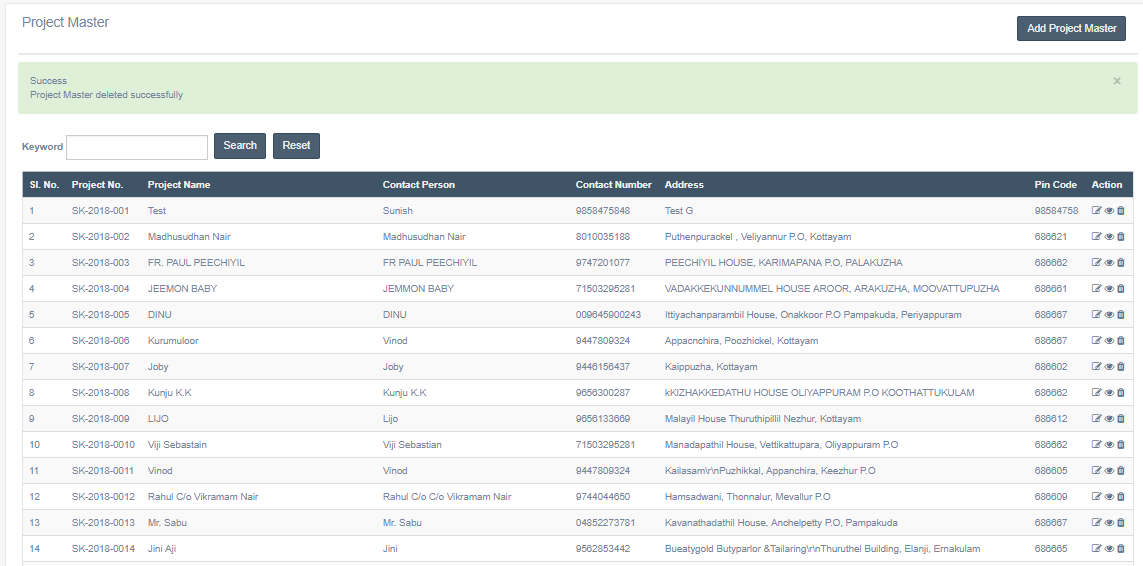 Project Master
Add Project Master
Success
×
Project Master deleted successfully
Keyword Search Reset
Sl. No. Project No. Project Name Contact Person Contact Number Address Pin Code Action
1 SK-2018-001 Test Sunish 9858475848 Test G 98584758
2 SK-2018-002 Madhusudhan Nair Madhusudhan Nair 8010035188 Puthenpurackel , Veliyannur P.O, Kottayam 686621
3 SK-2018-003 FR. PAUL PEECHIYIL FR PAUL PEECHIYIL 9747201077 PEECHIYIL HOUSE, KARIMAPANA P.O, PALAKUZHA 686662
4 SK-2018-004 JEEMON BABY JEMMON BABY 71503295281 VADAKKEKUNNUMMEL HOUSE AROOR, ARAKUZHA, MOOVATTUPUZHA 686661
5 SK-2018-005 DINU DINU 009645900243 Ittiyachanparambil House, Onakkoor P.O Pampakuda, Periyappuram 686667
6 SK-2018-006 Kurumuloor Vinod 9447809324 Appacnchira, Poozhickel, Kottayam 686667
7 SK-2018-007 Joby Joby 9446156437 Kaippuzha, Kottayam 686602
8 SK-2018-008 Kunju K.K Kunju K.K 9656300287 kKIZHAKKEDATHU HOUSE OLIYAPPURAM P.O KOOTHATTUKULAM 686662
9 SK-2018-009 LIJO Lijo 9656133669 Malayil House Thuruthipillil Nezhur, Kottayam 686612
10 SK-2018-0010 Viji Sebastain Viji Sebastian 71503295281 Manadapathil House, Vettikattupara, Oliyappuram P.O 686662
11 SK-2018-0011 Vinod Vinod 9447809324 Kailasam\r\nPuzhikkal, Appanchira, Keezhur P.O 686605
12 SK-2018-0012 Rahul C/o Vikramam Nair Rahul C/o C/o Vikramam Nair 9744044650 Hamsadwani, Thonnalur, Mevallur P.O 686609
13 SK-2018-0013 Mr. Sabu Mr. Sabu 04852273781 Kavanathadathil House, Anchelpetty P.O, Pampakuda 686667
14 SK-2018-0014 Jini Aji Jini 9562853442 Bueatygold Butyparlor &Tailaring\r\nThuruthel Building, Elanji, Ernakulam 686665